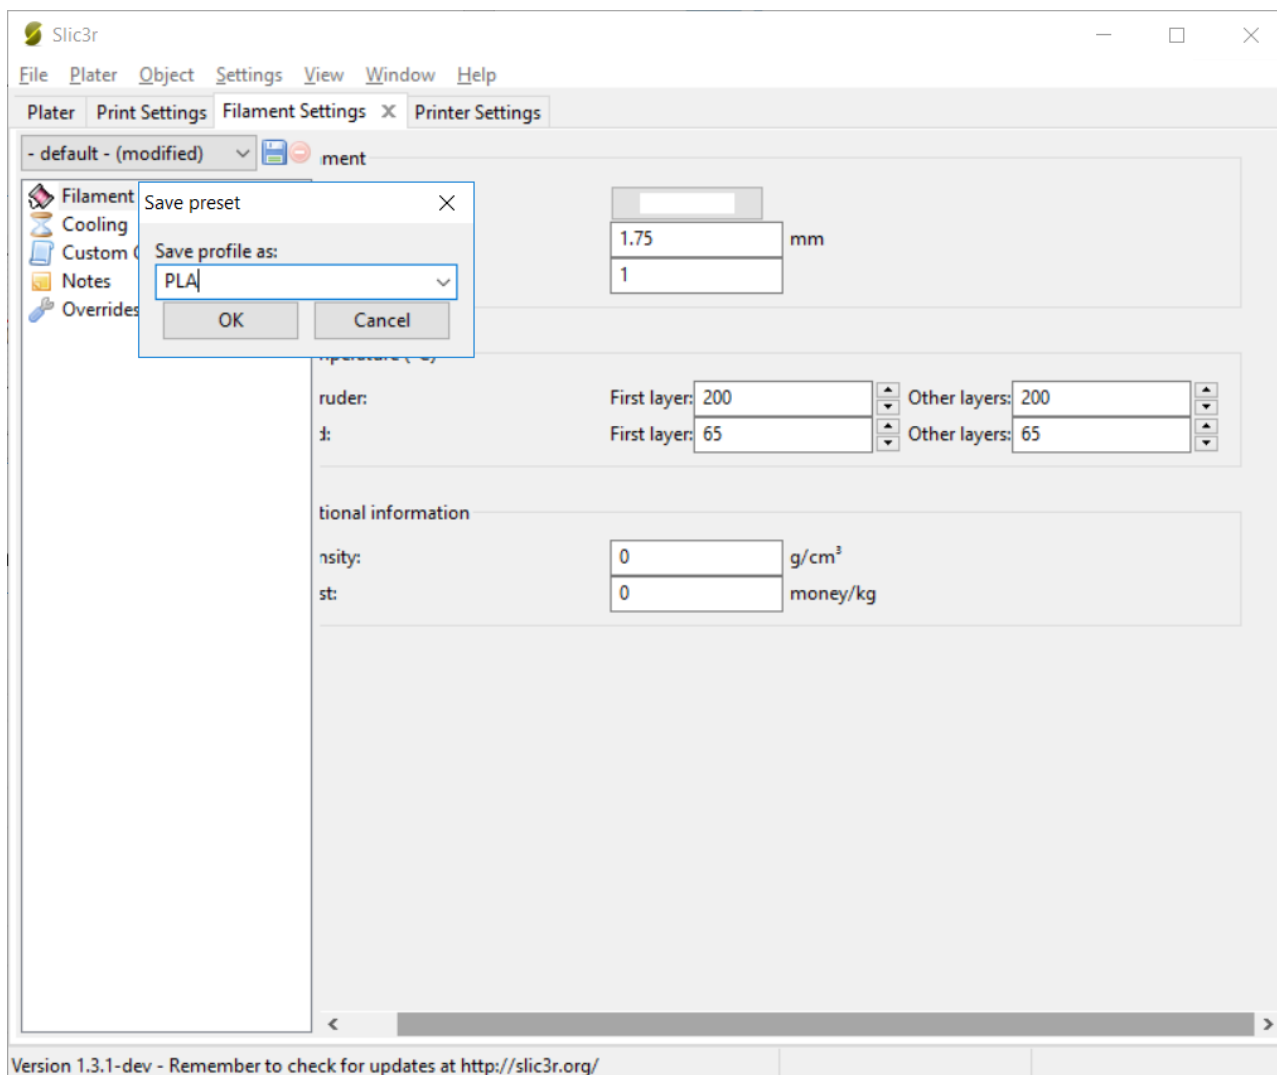 Slic3r
File Plater Object Settings View Window Help
Plater Print Settings Filament Settings Printer Settings
- default - (modified)
ment
Filament
Save preset
Cooling
Custom
Save profile as:
1.75 mm
Notes
PLA
1
Overrides
OK Cancel
ruder: First layer: 200 Other layers: 200
d: First layer: 65 Other layers: 65
tional information
nsity: 0 g/cm³
st: 0 money/kg
Version 1.3.1-dev - Remember to check for updates at http://slic3r.org/